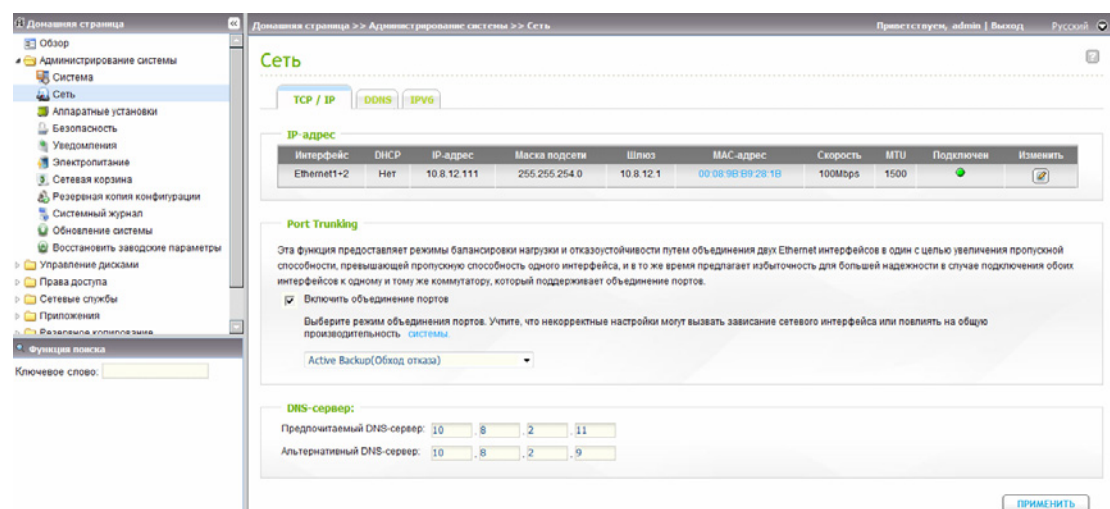 Домашняя страница
Обзор
Администрирование системы
Система
Сеть
Аппаратные установки
Безопасность
Уведомления
Электропитание
Сетевая корзина
Резервная копия конфигурации
Системный журнал
Обновление системы
Восстановить заводские параметры
Управление дисками
Права доступа
Сетевые службы
Приложения
Резервное копирование
Функция поиска
Ключевое слово:
Домашняя страница >> Администрирование системы >> Сеть
Приветствуем, admin | Выход Русский
Сеть
TCP / IP DDNS IPV6
IP-адрес
Интерфейс DHCP IP-адрес Маска подсети Шлюз MAC-адрес Скорость MTU Подключен Изменить
Ethernet1+2 Нет 10.8.12.111 255.255.254.0 10.8.12.1 00:08:9B:B9:28:1B 100Mbps 1500
Port Trunking
Эта функция предоставляет режимы балансировки нагрузки и отказоустойчивости путем объединения двух Ethernet интерфейсов в один с целью увеличения пропускной
способности, превышающей пропускную способность одного интерфейса, и в то же время предлагает избыточность для большей надежности в случае подключения обоих
интерфейсов к одному и тому же коммутатору, который поддерживает объединение портов.
Включить объединение портов
Выберите режим объединения портов. Учтите, что некорректные настройки могут вызвать зависание сетевого интерфейса или повлиять на общую
производительность системы.
Active Backup(Обход отказа)
DNS-сервер:
Предпочитаемый DNS-сервер: 10 . 8 . 2 . 11
Альтернативный DNS-сервер: 10 . 8 . 2 . 9
ПРИМЕНИТЬ